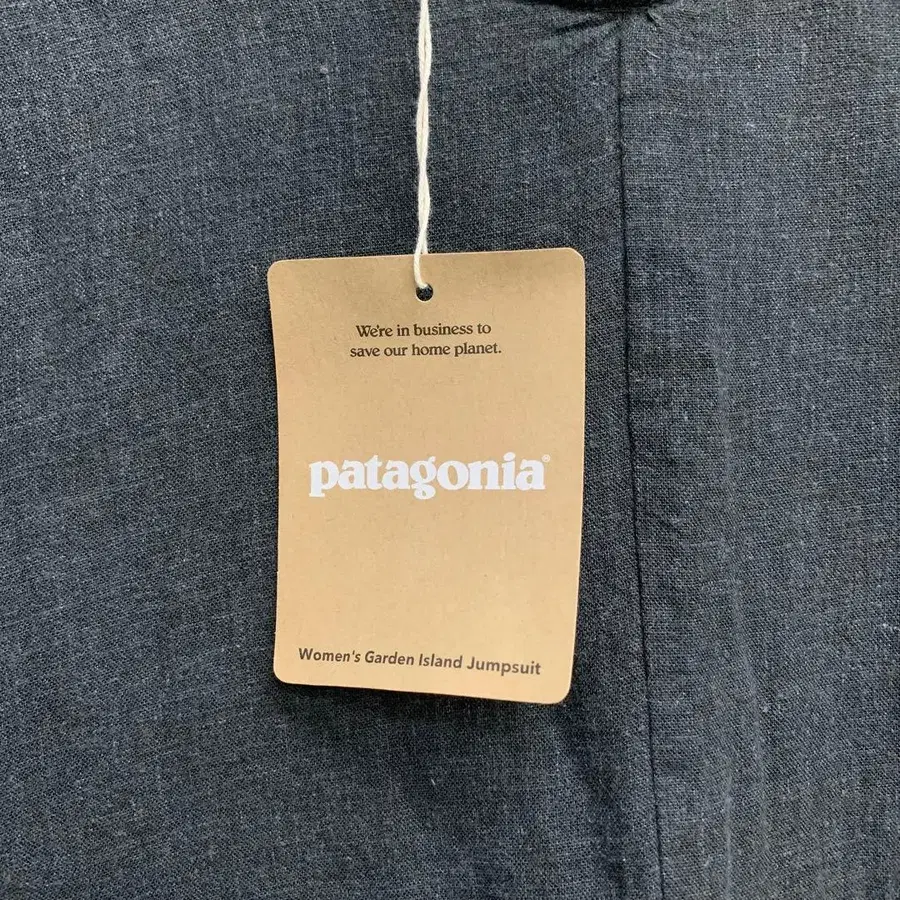 We're in business to
save our home planet.
patagonia®
Women's Garden Island Jumpsuit